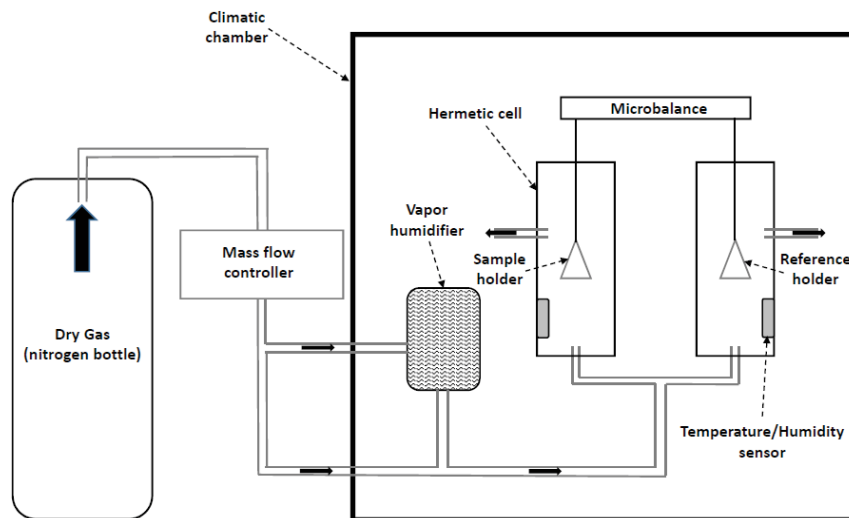 Climatic
chamber
Microbalance
Hermetic cell
Vapor
humidifier
Mass flow
controller
Sample
holder
Reference
holder
Dry Gas
(nitrogen bottle)
Temperature/Humidity
sensor